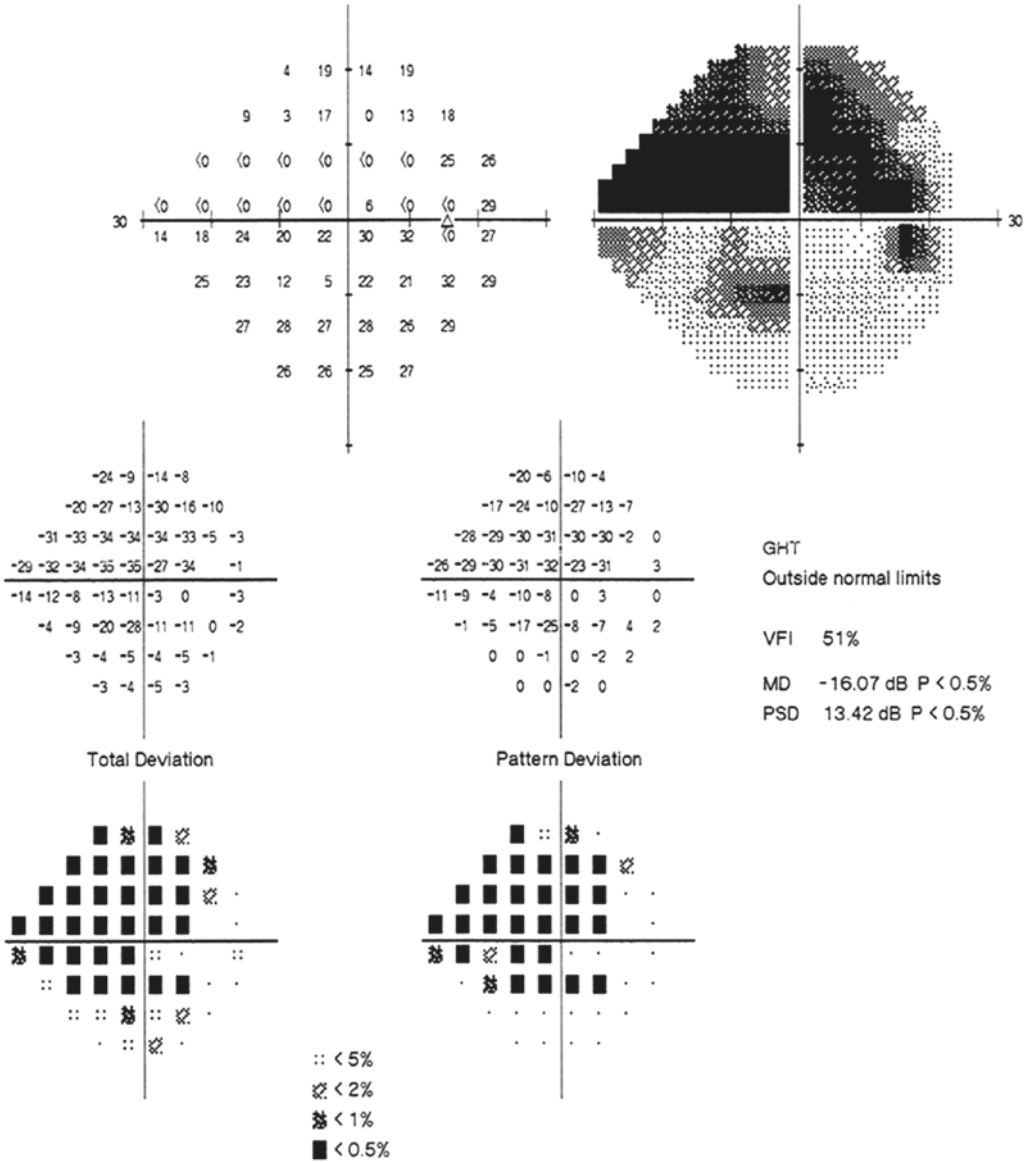 4 19 14 19
9 3 17 0 13 18
<0 <0 <0 <0 <0 <0 25 26
<0 <0 <0 <0 <0 6 <0 <0 29
30 30
14 18 24 20 22 30 32 <0 27
25 23 12 5 22 21 32 29
27 28 27 28 26 29
26 26 25 27
-24 -9 -14 -8
-20 -27 -13 -30 -16 -10
-31 -33 -34 -34 -34 -33 -5 -3
-29 -32 -34 -35 -35 -27 -34 -1
-14 -12 -8 -13 -11 -3 0 -3
-4 -9 -20 -28 -11 -11 0 -2
-3 -4 -5 -4 -5 -1
-3 -4 -5 -3
Total Deviation
-20 -6 -10 -4
-17 -24 -10 -27 -13 -7
-28 -29 -30 -31 -30 -30 -2 0
-26 -29 -30 -31 -32 -23 -31 3
-11 -9 -4 -10 -8 0 3 0
-1 -5 -17 -25 -8 -7 4 2
0 0 -1 0 -2 2
0 0 -2 0
Pattern Deviation
GHT
Outside normal limits
VFI 51%
MD -16.07 dB P < 0.5%
PSD 13.42 dB P < 0.5%
< 5%
< 2%
< 1%
< 0.5%